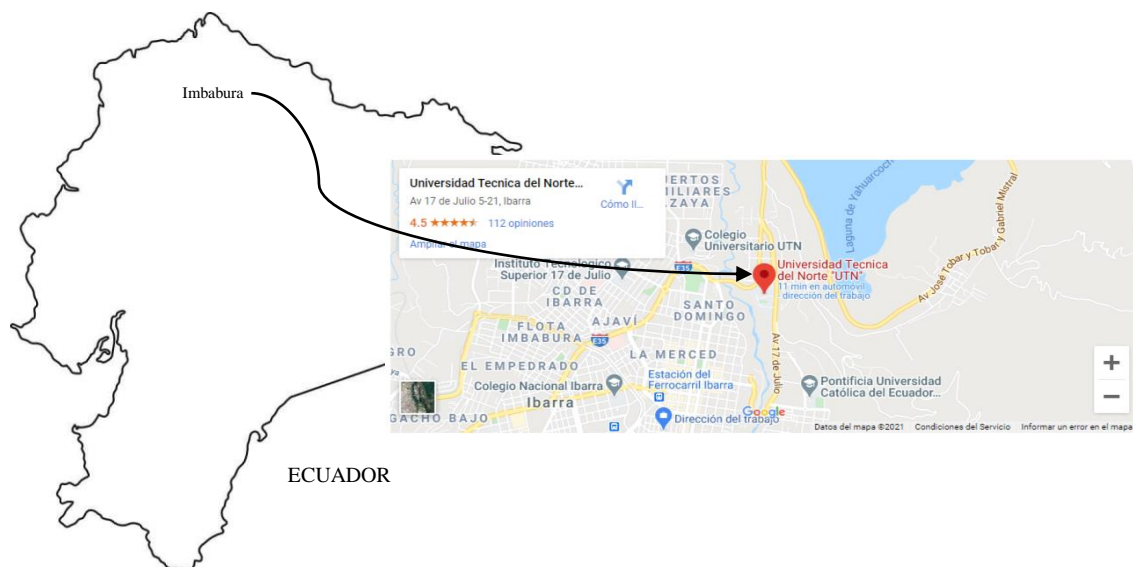 Imbabura
Universidad Tecnica del Norte...
Av 17 de Julio 5-21, Ibarra
4.5
112 opiniones
Ampliar el mapa
Cómo ll...
Laguna de Yahuarcoch
Av José Tobar y Tobar y Gabriel Mistral
Colegio
Universitario UTN
Universidad Tecnica
del Norte "UTN"
11 min en automóvil
dirección del trabajo
Instituto Tecnológico
Superior 17 de Julio
E35
CD DE
IBARRA
SANTO
DOMINGO
FLOTA
IMBABURA
AJAVÍ
E35
LA MERCED
Av 17 de Julio
EL EMPEDRADO
Estación del
Ferrocarril Ibarra
Colegio Nacional Ibarra
Ibarra
Pontificia Universidad
Católica del Ecuador...
GACHO BAJO
Dirección del trabajo
Google
Datos del mapa ©2021
Condiciones del Servicio
Informar un error en el mapa
ECUADOR